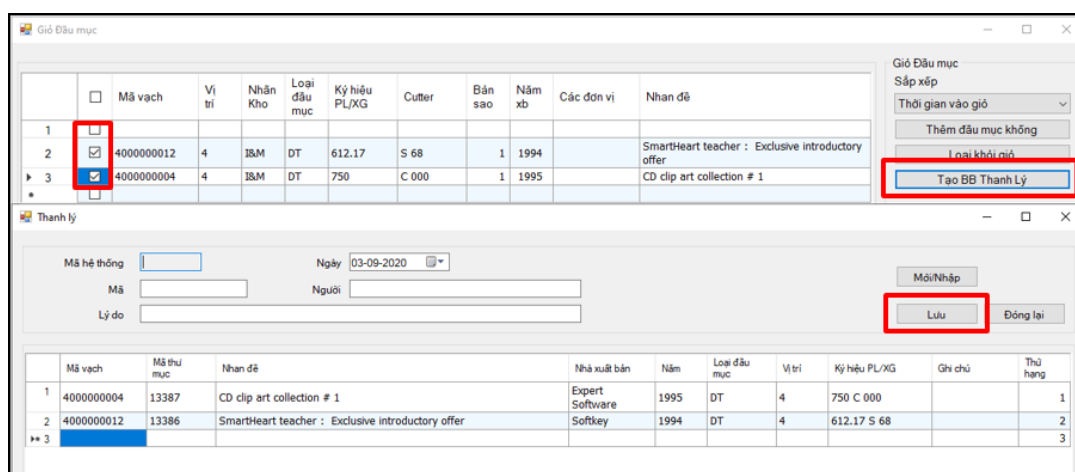 Giỏ Đầu mục
Giỏ Đầu mục
Sắp xếp
Thời gian vào giỏ
Thêm đầu mục khống
Loại khỏi giỏ
Tạo BB Thanh Lý
Mã vạch Vị trí Nhãn Kho Loại đầu mục Ký hiệu PL/XG Cutter Bản sao Năm xb Các đơn vị Nhan đề
1
2 4000000012 4 I&M DT 612.17 S 68 1 1994 SmartHeart teacher : Exclusive introductory offer
3 4000000004 4 I&M DT 750 C 000 1 1995 CD clip art collection # 1
Thanh lý
Mã hệ thống Ngày 03-09-2020
Mã Người
Lý do
Mới/Nhập
Lưu Đóng lại
Mã vạch Mã thư mục Nhan đề Nhà xuất bản Năm Loại đầu mục Vị trí Ký hiệu PL/XG Ghi chú Thứ hạng
1 4000000004 13387 CD clip art collection # 1 Expert Software 1995 DT 4 750 C 000 1
2 4000000012 13386 SmartHeart teacher : Exclusive introductory offer Softkey 1994 DT 4 612.17 S 68 2
3 3